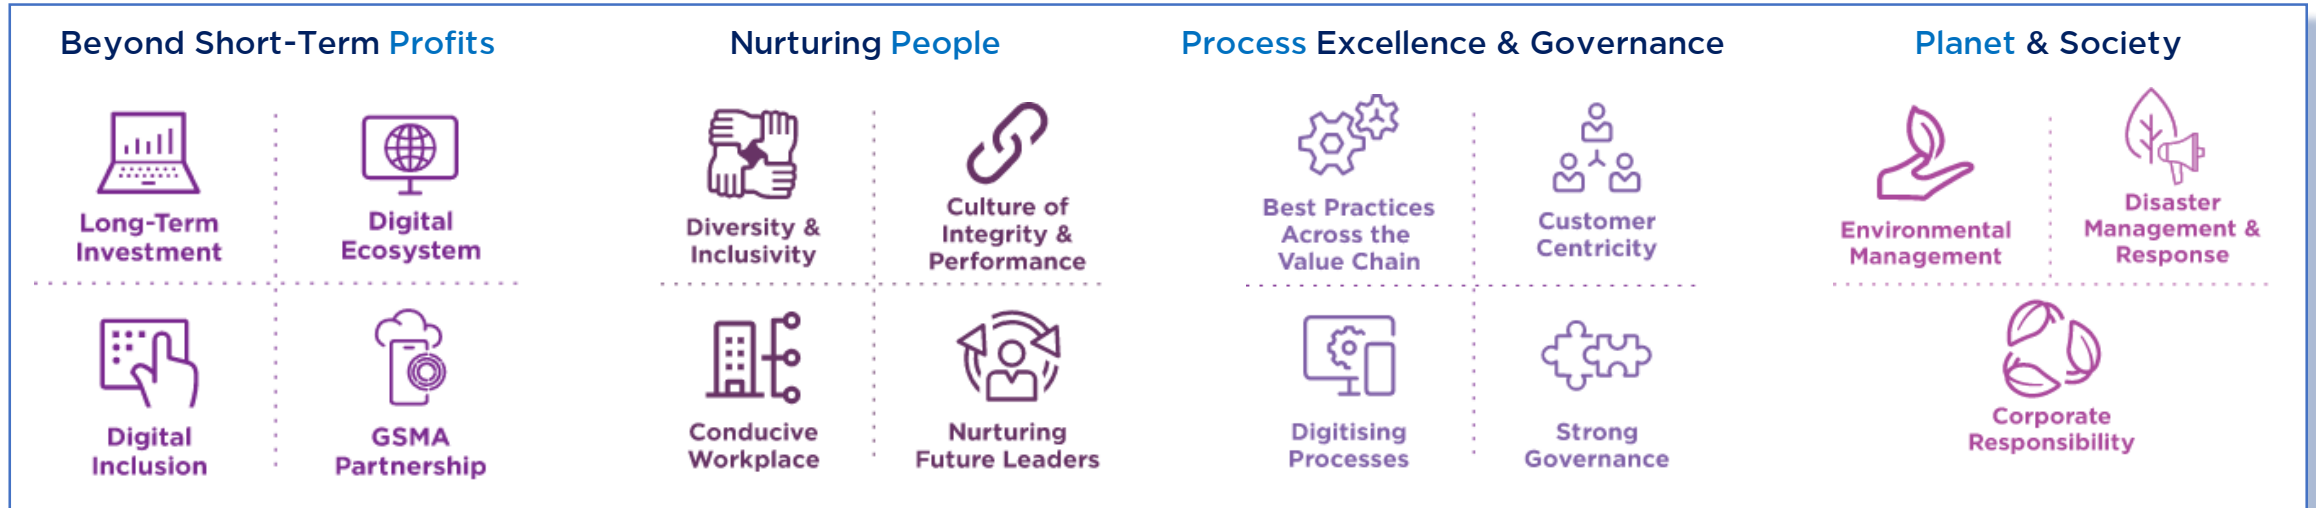 Beyond Short-Term Profits
Long-Term
Investment
Digital
Ecosystem
Digital
Inclusion
GSMA
Partnership
Nurturing People
Diversity &
Inclusivity
Culture of
Integrity &
Performance
Conducive
Workplace
Nurturing
Future Leaders
Process Excellence & Governance
Best Practices
Across the
Value Chain
Customer
Centricity
Digitising
Processes
Strong
Governance
Planet & Society
Environmental
Management
Disaster
Management &
Response
Corporate
Responsibility